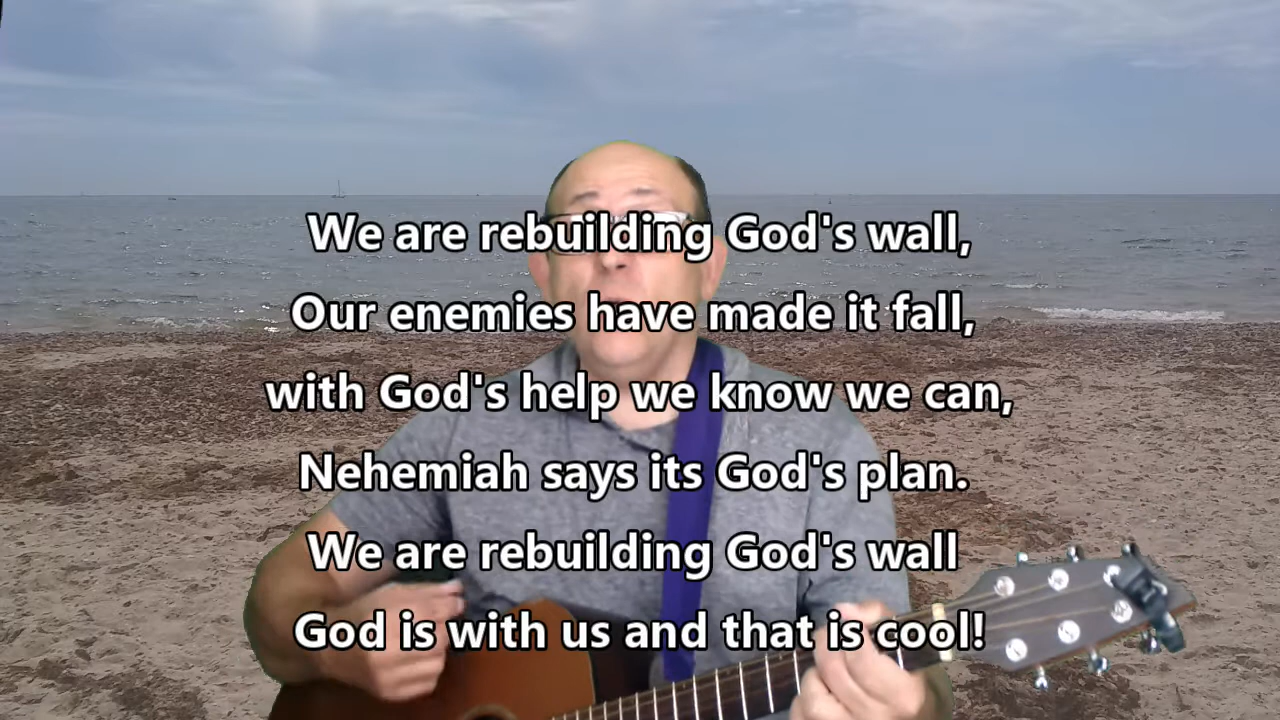 We are rebuilding God's wall,
Our enemies have made it fall,
with God's help we know we can,
Nehemiah says its God's plan.
We are rebuilding God's wall
God is with us and that is cool!